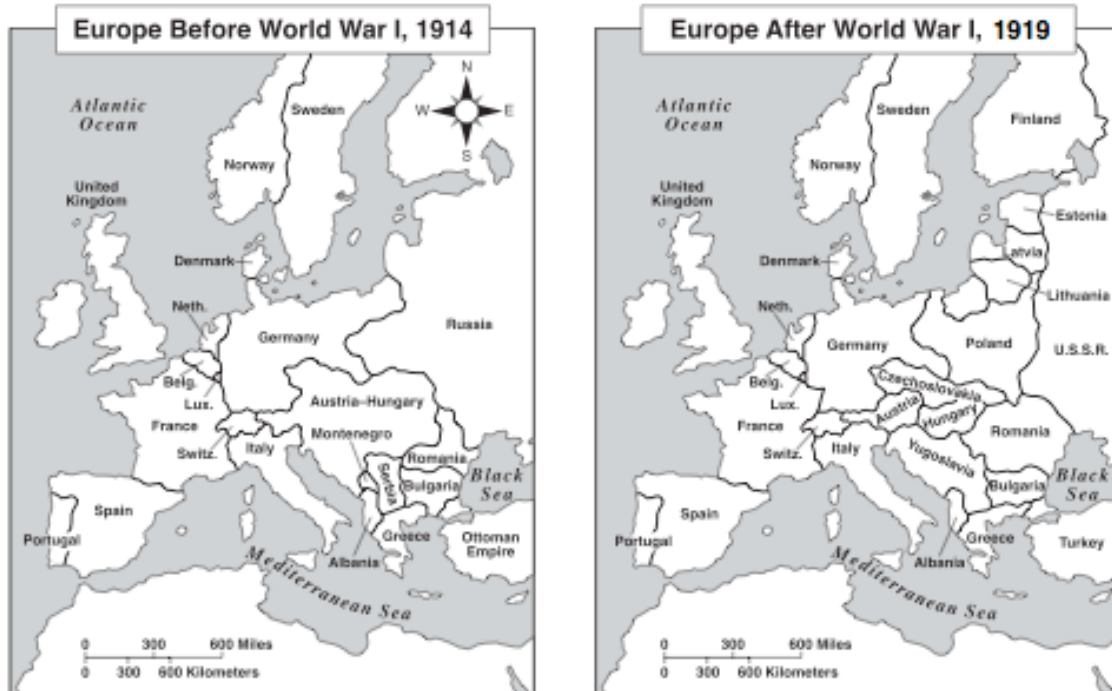 Europe Before World War I, 1914
N
W
E
S
Atlantic
Ocean
Sweden
Norway
United
Kingdom
Denmark
Neth.
Germany
Russia
Belg.
Lux.
Austria–Hungary
France
Montenegro
Switz.
Italy
Romania
Serbia
Bulgaria
Black
Sea
Spain
Portugal
Greece
Ottoman
Empire
Albania
Mediterranean Sea
0 300 600 Miles
0 300 600 Kilometers
Europe After World War I, 1919
Atlantic
Ocean
Sweden
Finland
Norway
United
Kingdom
Estonia
Latvia
Denmark
Lithuania
Neth.
Germany
Poland
U.S.S.R.
Belg.
Czechoslovakia
Lux.
Austria
Hungary
France
Romania
Switz.
Italy
Yugoslavia
Bulgaria
Black
Sea
Spain
Portugal
Greece
Turkey
Albania
Mediterranean Sea
0 300 600 Miles
0 300 600 Kilometers